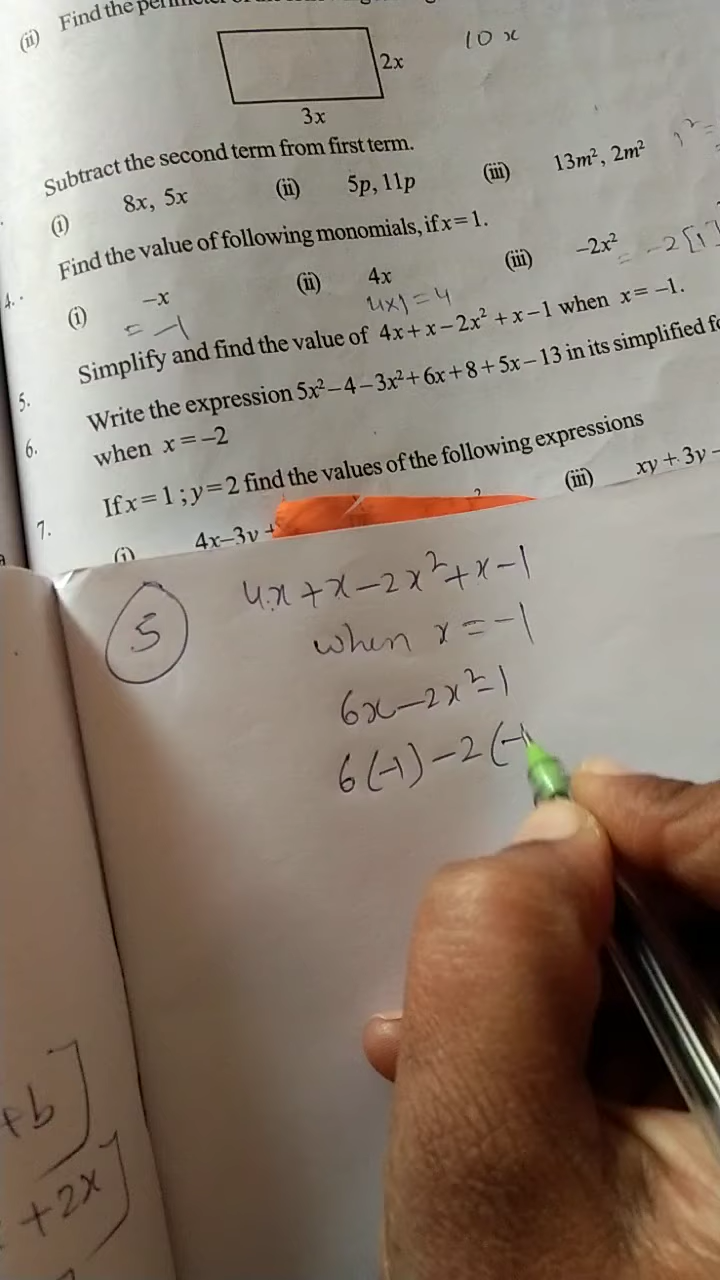 (ii) Find the
2x
10 x
3x
Subtract the second term from first term.
(i) 8x, 5x (ii) 5p, 11p (iii) 13m², 2m²
4. Find the value of following monomials, if x = 1.
(i) –x (ii) 4x (iii) –2x²
= -1 4x1 = 4 = -2[1
5. Simplify and find the value of 4x + x – 2x² + x – 1 when x = –1.
6. Write the expression 5x² – 4 – 3x² + 6x + 8 + 5x – 13 in its simplified
when x = –2
7. If x = 1 ; y = 2 find the values of the following expressions
(i) 4x – 3y + (iii) xy + 3y –
5 4x + x - 2x² + x - 1
when x = -1
6x - 2x² - 1
6(-1) - 2(-1
+b]
+2x]